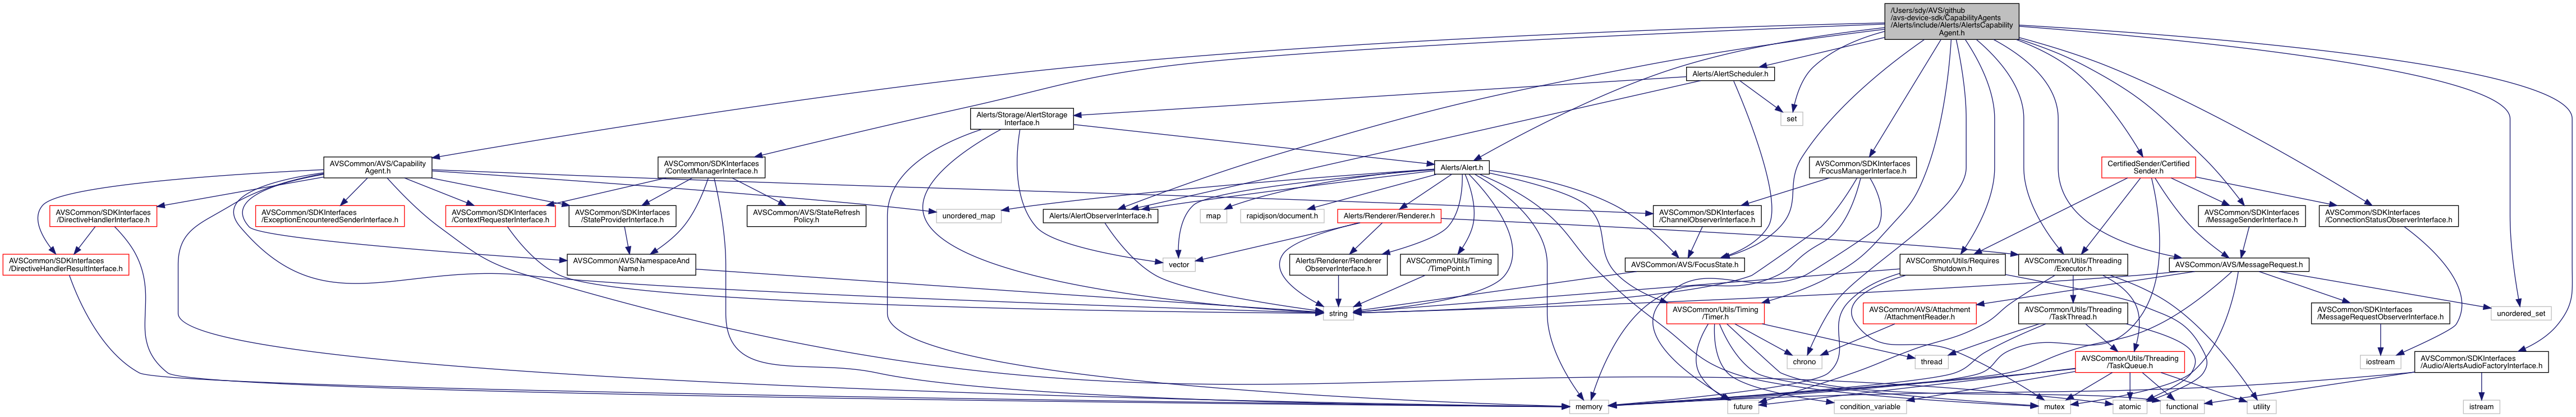 /Users/sdy/AVS/github
/avs-device-sdk/CapabilityAgents
/Alerts/include/Alerts/AlertsCapability
Agent.h
Alerts/AlertScheduler.h
set
Alerts/Storage/AlertStorage
Interface.h
AVSCommon/AVS/Capability
Agent.h
AVSCommon/SDKInterfaces
/ContextManagerInterface.h
Alerts/Alert.h
AVSCommon/SDKInterfaces
/FocusManagerInterface.h
CertifiedSender/Certified
Sender.h
AVSCommon/SDKInterfaces
/DirectiveHandlerInterface.h
AVSCommon/SDKInterfaces
/ExceptionEncounteredSenderInterface.h
AVSCommon/SDKInterfaces
/ContextRequesterInterface.h
AVSCommon/SDKInterfaces
/StateProviderInterface.h
AVSCommon/AVS/StateRefresh
Policy.h
unordered_map
Alerts/AlertObserverInterface.h
map
rapidjson/document.h
Alerts/Renderer/Renderer.h
AVSCommon/SDKInterfaces
/ChannelObserverInterface.h
AVSCommon/SDKInterfaces
/MessageSenderInterface.h
AVSCommon/SDKInterfaces
/ConnectionStatusObserverInterface.h
AVSCommon/SDKInterfaces
/DirectiveHandlerResultInterface.h
AVSCommon/AVS/NamespaceAnd
Name.h
vector
Alerts/Renderer/Renderer
ObserverInterface.h
AVSCommon/Utils/Timing
/TimePoint.h
AVSCommon/AVS/FocusState.h
AVSCommon/Utils/Requires
Shutdown.h
AVSCommon/Utils/Threading
/Executor.h
AVSCommon/AVS/MessageRequest.h
string
AVSCommon/Utils/Timing
/Timer.h
AVSCommon/AVS/Attachment
/AttachmentReader.h
AVSCommon/Utils/Threading
/TaskThread.h
AVSCommon/SDKInterfaces
/MessageRequestObserverInterface.h
unordered_set
chrono
thread
AVSCommon/Utils/Threading
/TaskQueue.h
iostream
AVSCommon/SDKInterfaces
/Audio/AlertsAudioFactoryInterface.h
memory
future
condition_variable
mutex
atomic
functional
utility
istream